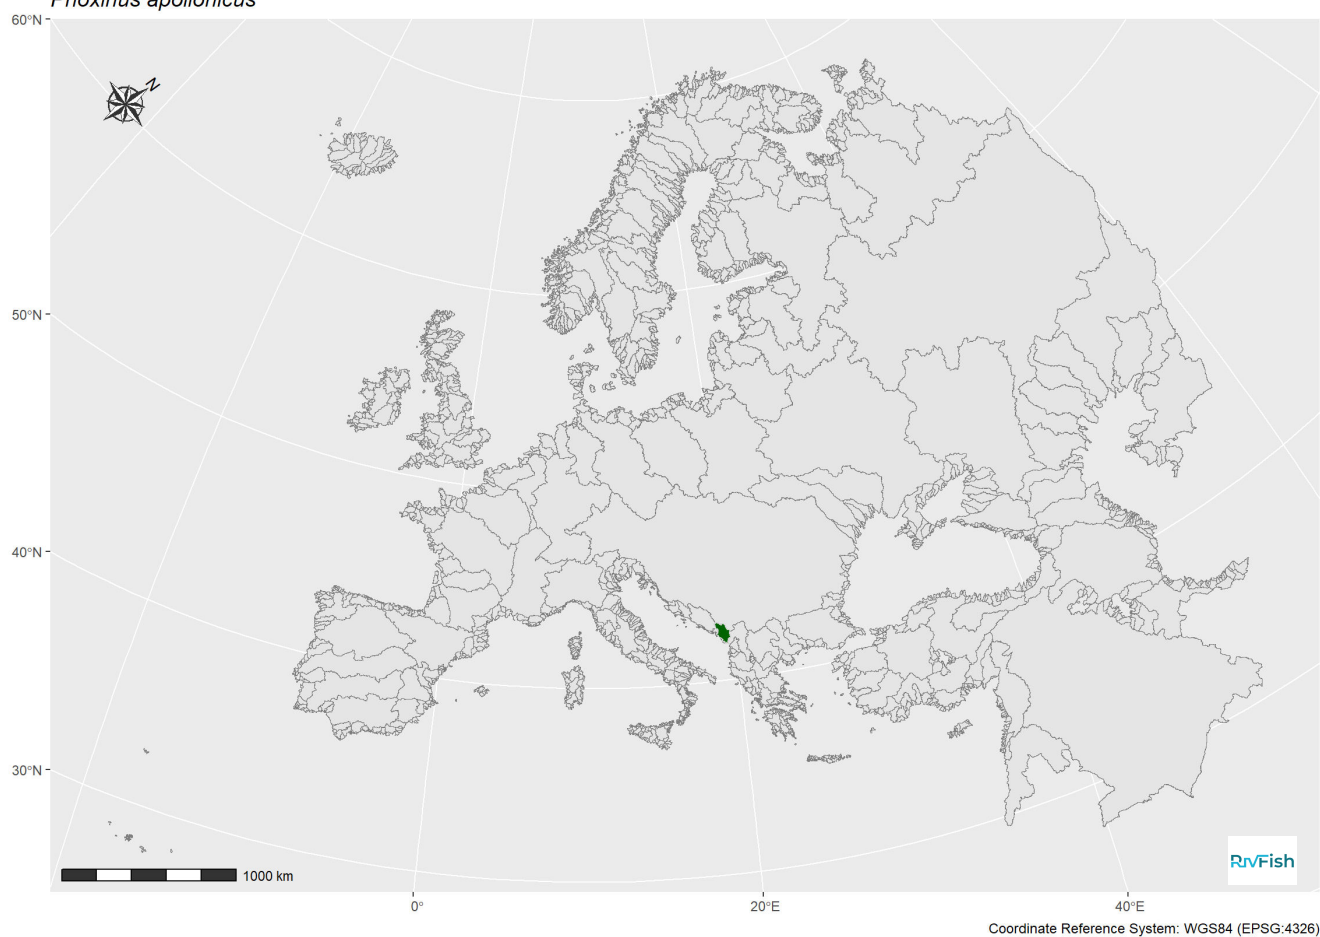 Phoxinus apollonicus
60°N
N
50°N
40°N
30°N
1000 km
RivFish
0°
20°E
40°E
Coordinate Reference System: WGS84 (EPSG:4326)